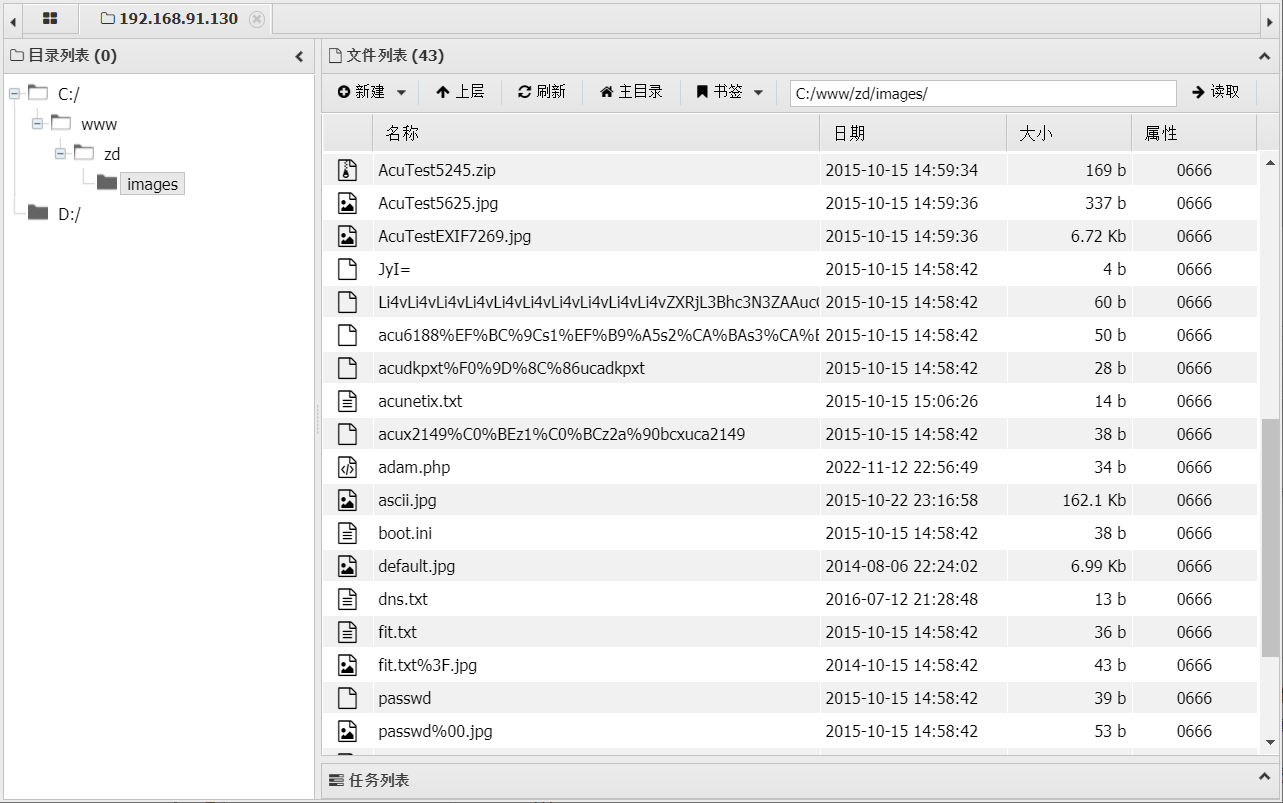 192.168.91.130
目录列表 (0)
C:/
www
zd
images
D:/
文件列表 (43)
新建 上层 刷新 主目录 书签 C:/www/zd/images/ 读取
名称 日期 大小 属性
AcuTest5245.zip 2015-10-15 14:59:34 169 b 0666
AcuTest5625.jpg 2015-10-15 14:59:36 337 b 0666
AcuTestEXIF7269.jpg 2015-10-15 14:59:36 6.72 Kb 0666
JyI= 2015-10-15 14:58:42 4 b 0666
Li4vLi4vLi4vLi4vLi4vLi4vLi4vLi4vLi4vLi4vZXRjL3Bhc3N3ZAAuc 2015-10-15 14:58:42 60 b 0666
acu6188%EF%BC%9Cs1%EF%B9%A5s2%CA%BAs3%CA%B 2015-10-15 14:58:42 50 b 0666
acudkpxt%F0%9D%8C%86ucadkpxt 2015-10-15 14:58:42 28 b 0666
acunetix.txt 2015-10-15 15:06:26 14 b 0666
acux2149%C0%BEz1%C0%BCz2a%90bcxuca2149 2015-10-15 14:58:42 38 b 0666
adam.php 2022-11-12 22:56:49 34 b 0666
ascii.jpg 2015-10-22 23:16:58 162.1 Kb 0666
boot.ini 2015-10-15 14:58:42 38 b 0666
default.jpg 2014-08-06 22:24:02 6.99 Kb 0666
dns.txt 2016-07-12 21:28:48 13 b 0666
fit.txt 2015-10-15 14:58:42 36 b 0666
fit.txt%3F.jpg 2014-10-15 14:58:42 43 b 0666
passwd 2015-10-15 14:58:42 39 b 0666
passwd%00.jpg 2015-10-15 14:58:42 53 b 0666
任务列表